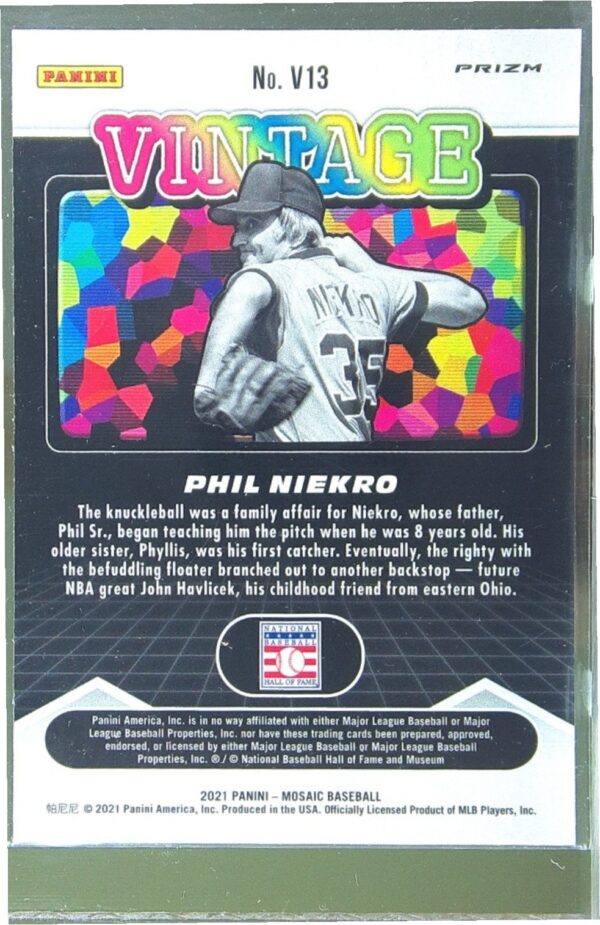 PANINI
No. V13
PRIZM
VINTAGE
NIEKRO
35
PHIL NIEKRO
The knuckleball was a family affair for Niekro, whose father,
Phil Sr., began teaching him the pitch when he was 8 years old. His
older sister, Phyllis, was his first catcher. Eventually, the righty with
the befuddling floater branched out to another backstop — future
NBA great John Havlicek, his childhood friend from eastern Ohio.
NATIONAL
BASEBALL
HALL OF FAME
Panini America, Inc. is in no way affiliated with either Major League Baseball or Major
League Baseball Properties, Inc. nor have these trading cards been prepared, approved,
endorsed, or licensed by either Major League Baseball or Major League Baseball
Properties, Inc. ® / © National Baseball Hall of Fame and Museum
2021 PANINI – MOSAIC BASEBALL
帕尼尼 © 2021 Panini America, Inc. Produced in the USA. Officially Licensed Product of MLB Players, Inc.